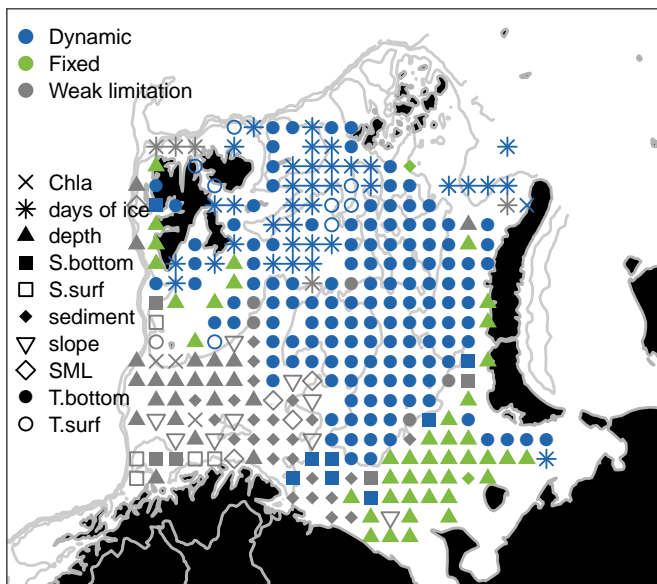 Dynamic
Fixed
Weak limitation
Chla
days of ice
depth
S.bottom
S.surf
sediment
slope
SML
T.bottom
T.surf